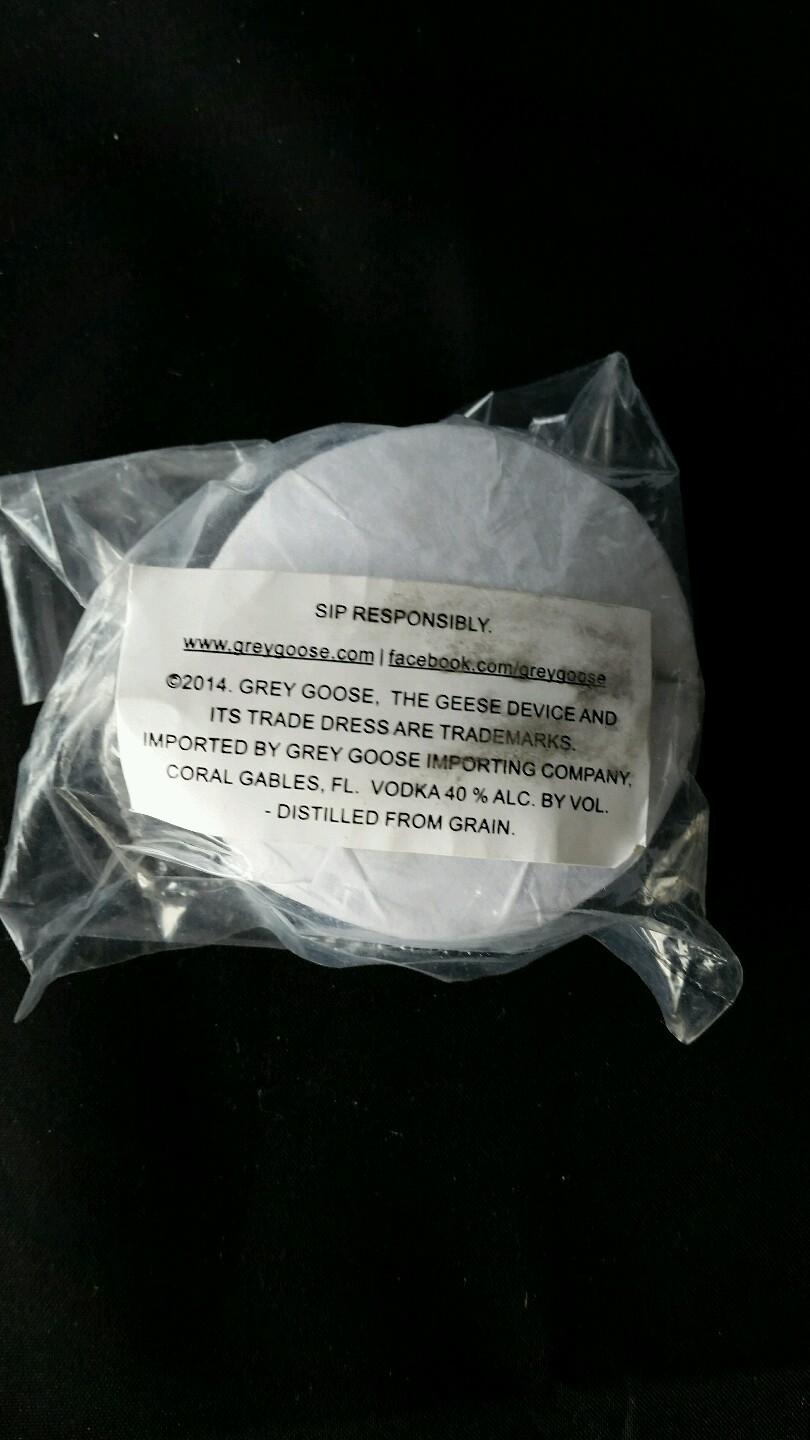 SIP RESPONSIBLY.
www.greygoose.com | facebook.com/greygoose
©2014. GREY GOOSE, THE GEESE DEVICE AND
ITS TRADE DRESS ARE TRADEMARKS.
IMPORTED BY GREY GOOSE IMPORTING COMPANY,
CORAL GABLES, FL. VODKA 40 % ALC. BY VOL.
- DISTILLED FROM GRAIN.